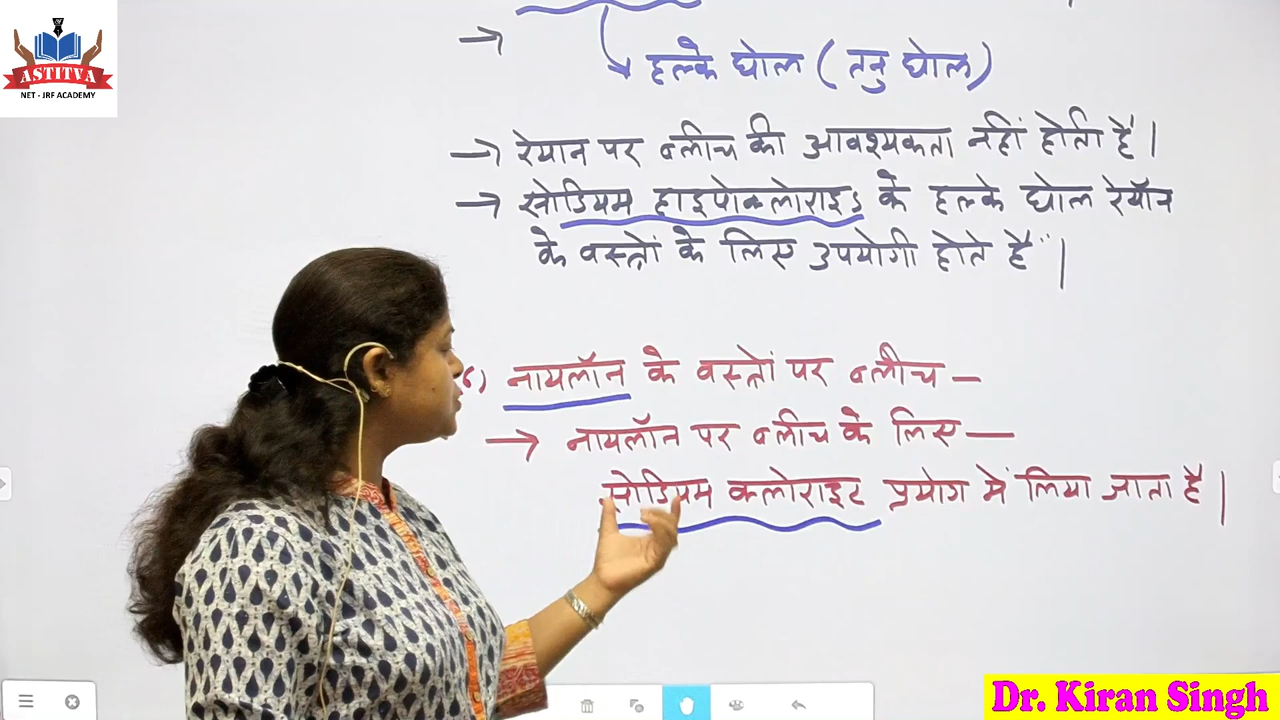 ASTITVA
NET - JRF ACADEMY
→
हल्के घोल (तनु घोल)
→ रेयान पर ब्लीच की आवश्यकता नहीं होती है।
→ सोडियम हाइपोक्लोराइड के हल्के घोल रेयॉन
के वस्त्रों के लिए उपयोगी होते है।
6) नायलॉन के वस्त्रों पर ब्लीच —
→ नायलॉन पर ब्लीच के लिए —
सोडियम क्लोराइट प्रयोग में लिया जाता है।
Dr. Kiran Singh